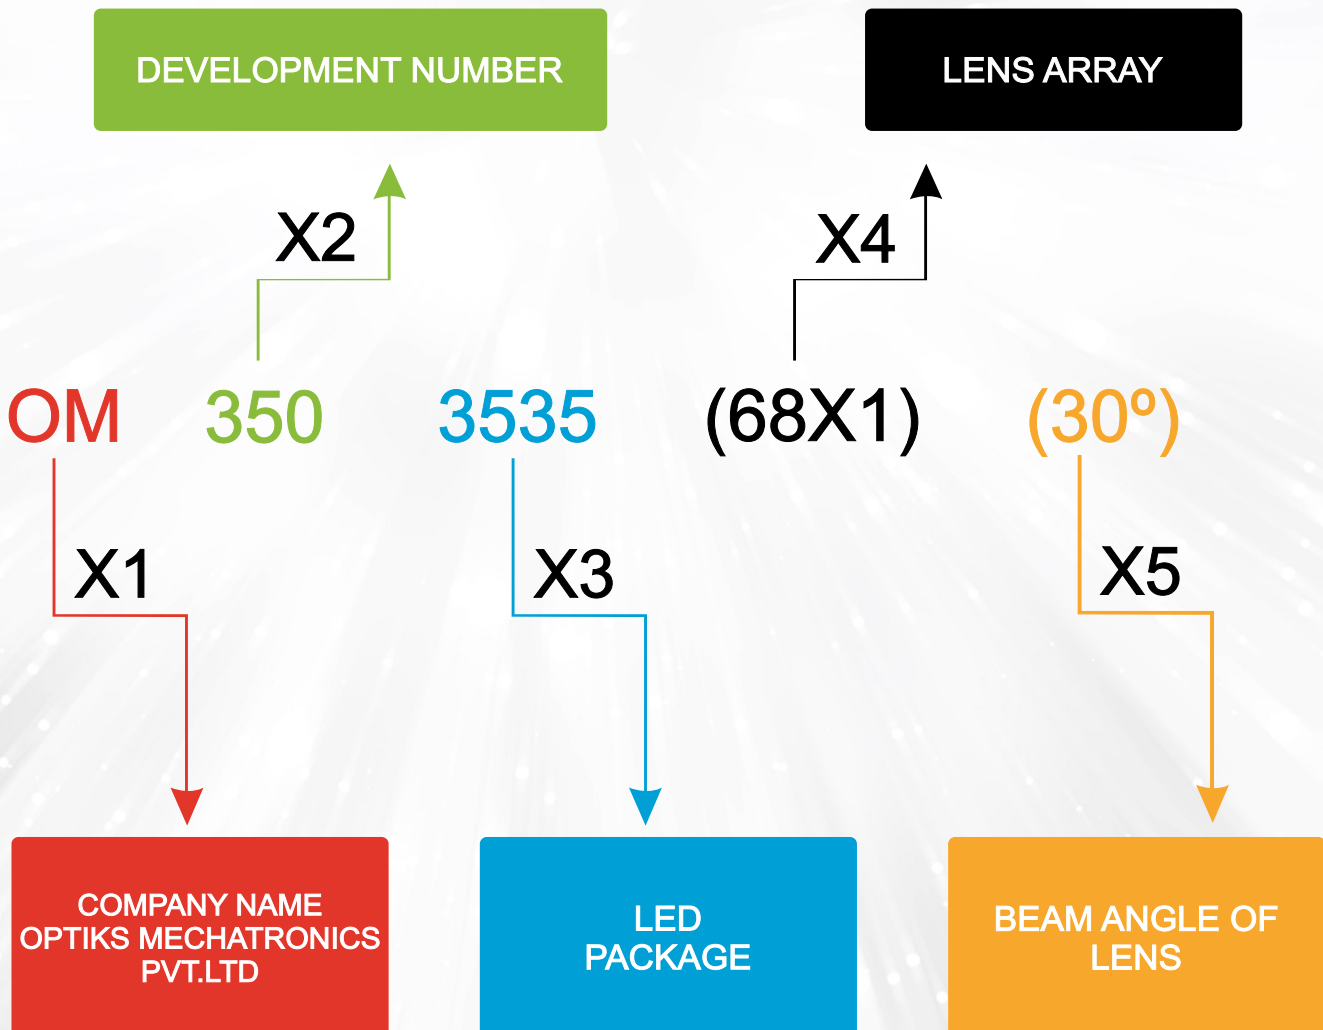 DEVELOPMENT NUMBER
LENS ARRAY
X2
X4
OM 350 3535 (68X1) (30º)
X1
X3
X5
COMPANY NAME
OPTIKS MECHATRONICS
PVT.LTD
LED
PACKAGE
BEAM ANGLE OF
LENS